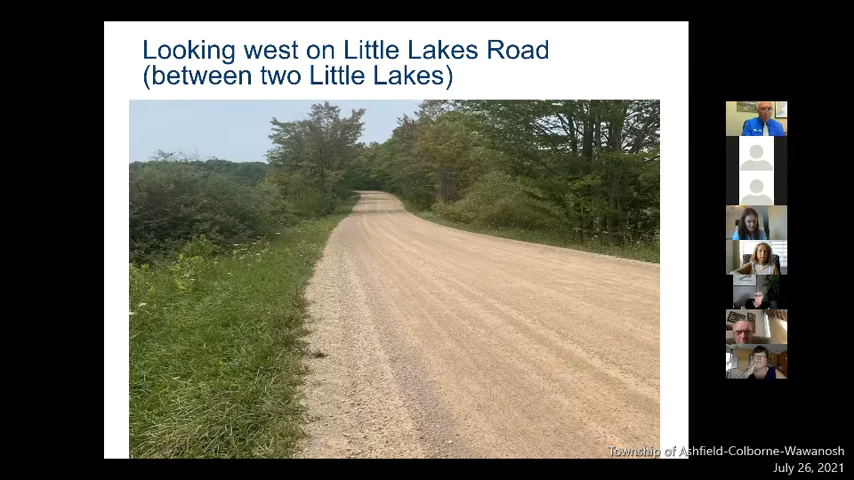 Looking west on Little Lakes Road
(between two Little Lakes)
Township of Ashfield-Colborne-Wawanosh
July 26, 2021